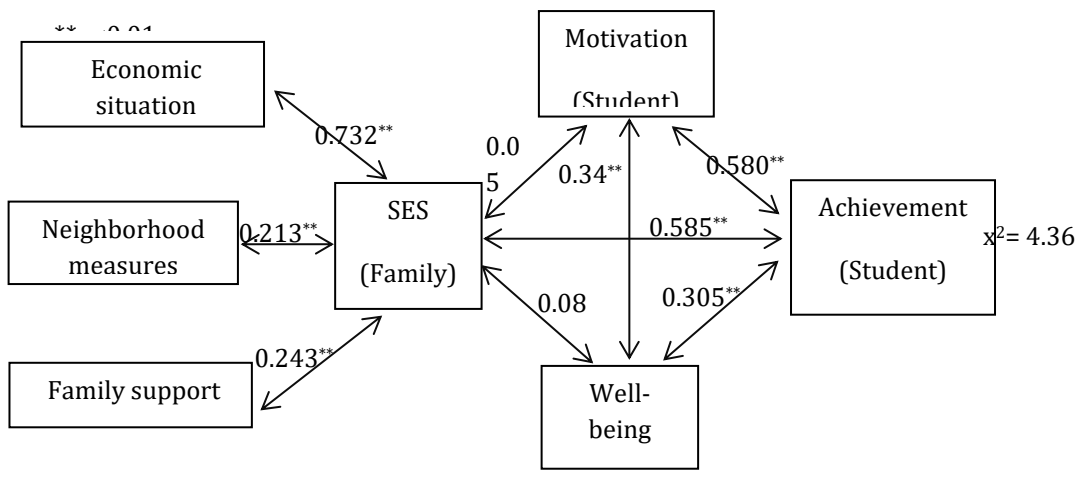 Economic
situation
0.732**
Neighborhood
measures
0.213**
Family support
0.243**
SES
(Family)
Motivation
(Student)
0.0
5
0.34**
0.580**
0.585**
0.08
0.305**
Well-
being
Achievement
(Student)
x²= 4.36